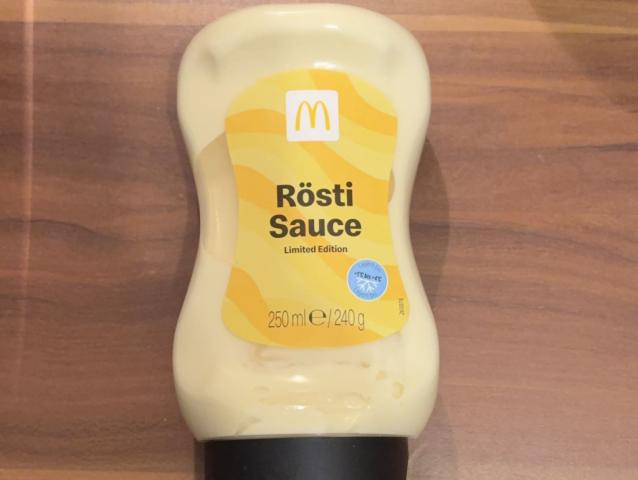 Rösti
Sauce
Limited Edition
250 ml ℮/240 g